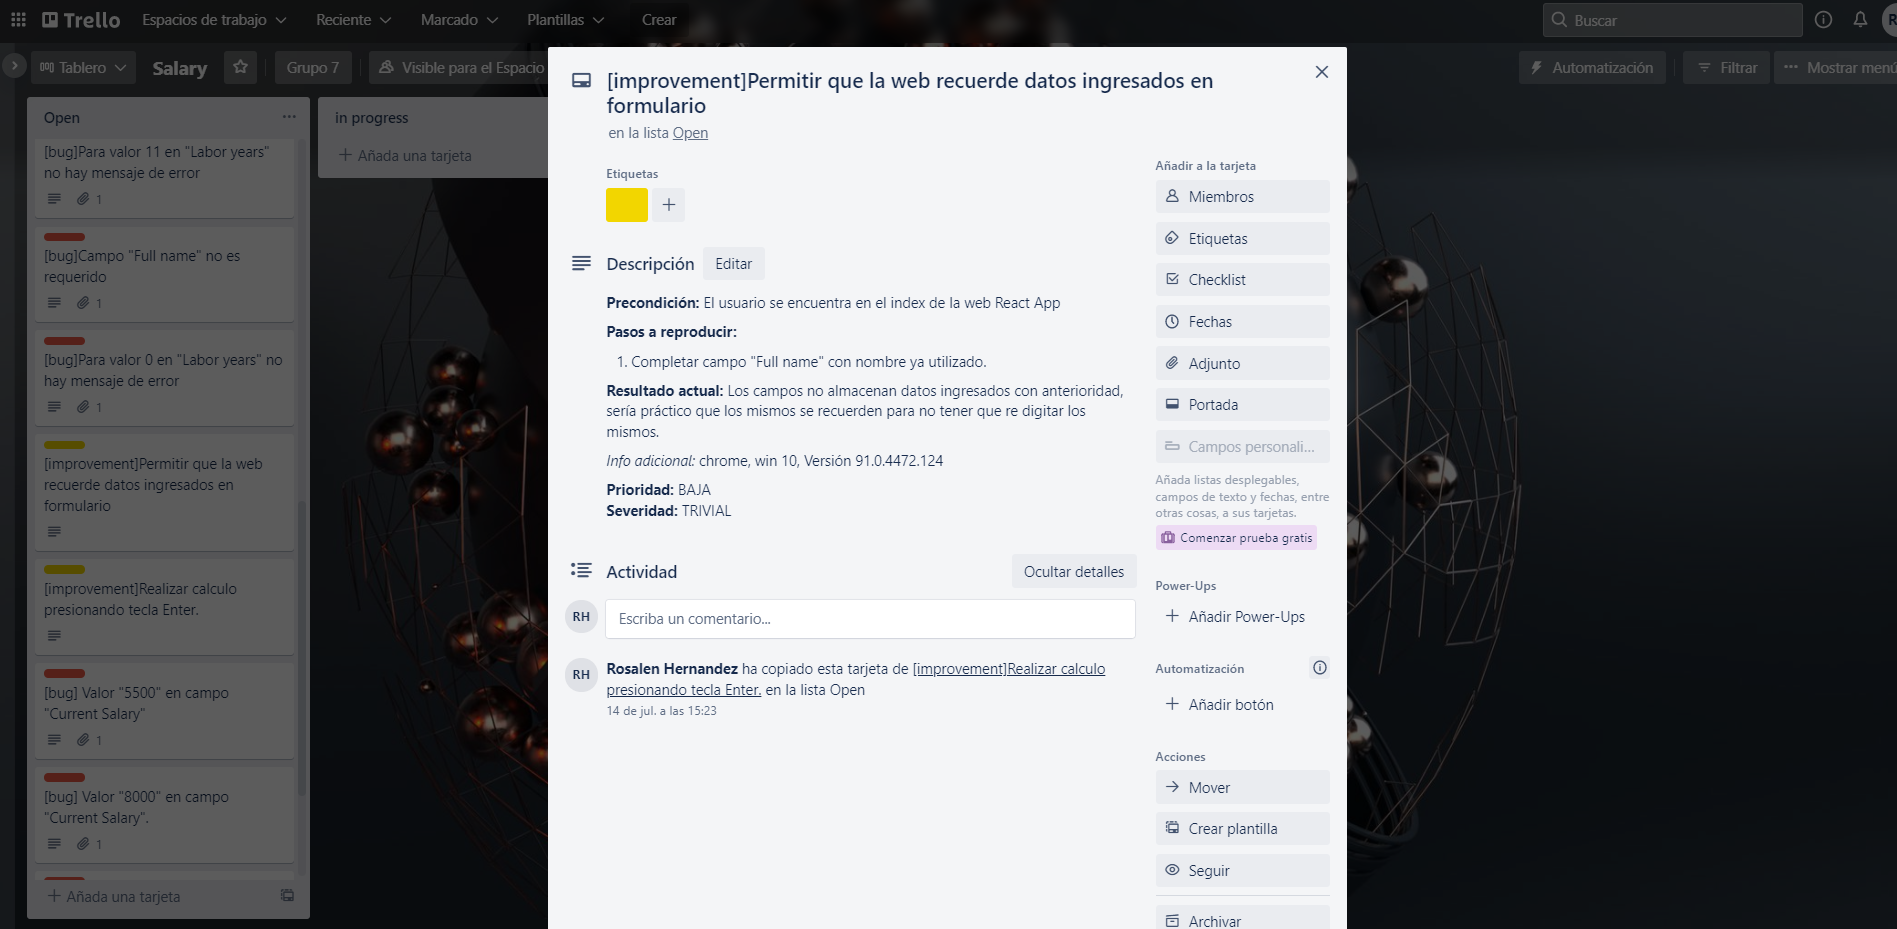 Trello
Espacios de trabajo
Reciente
Marcado
Plantillas
Crear
Buscar
Tablero
Salary
Grupo 7
Visible para el Espacio
Automatización
Filtrar
Mostrar menú
Open
[bug]Para valor 11 en "Labor years"
no hay mensaje de error
1
[bug]Campo "Full name" no es
requerido
1
[bug]Para valor 0 en "Labor years" no
hay mensaje de error
1
[improvement]Permitir que la web
recuerde datos ingresados en
formulario
[improvement]Realizar calculo
presionando tecla Enter.
[bug] Valor "5500" en campo
"Current Salary"
1
[bug] Valor "8000" en campo
"Current Salary".
1
+ Añada una tarjeta
in progress
+ Añada una tarjeta
[improvement]Permitir que la web recuerde datos ingresados en
formulario
en la lista Open
Etiquetas
+
Descripción
Editar
Precondición: El usuario se encuentra en el index de la web React App
Pasos a reproducir:
1. Completar campo "Full name" con nombre ya utilizado.
Resultado actual: Los campos no almacenan datos ingresados con anterioridad,
sería práctico que los mismos se recuerden para no tener que re digitar los
mismos.
Info adicional: chrome, win 10, Versión 91.0.4472.124
Prioridad: BAJA
Severidad: TRIVIAL
Actividad
Ocultar detalles
RH
Escriba un comentario...
RH
Rosalen Hernandez ha copiado esta tarjeta de [improvement]Realizar calculo
presionando tecla Enter. en la lista Open
14 de jul. a las 15:23
Añadir a la tarjeta
Miembros
Etiquetas
Checklist
Fechas
Adjunto
Portada
Campos personali...
Añada listas desplegables,
campos de texto y fechas, entre
otras cosas, a sus tarjetas.
Comenzar prueba gratis
Power-Ups
+ Añadir Power-Ups
Automatización
+ Añadir botón
Acciones
Mover
Crear plantilla
Seguir
Archivar